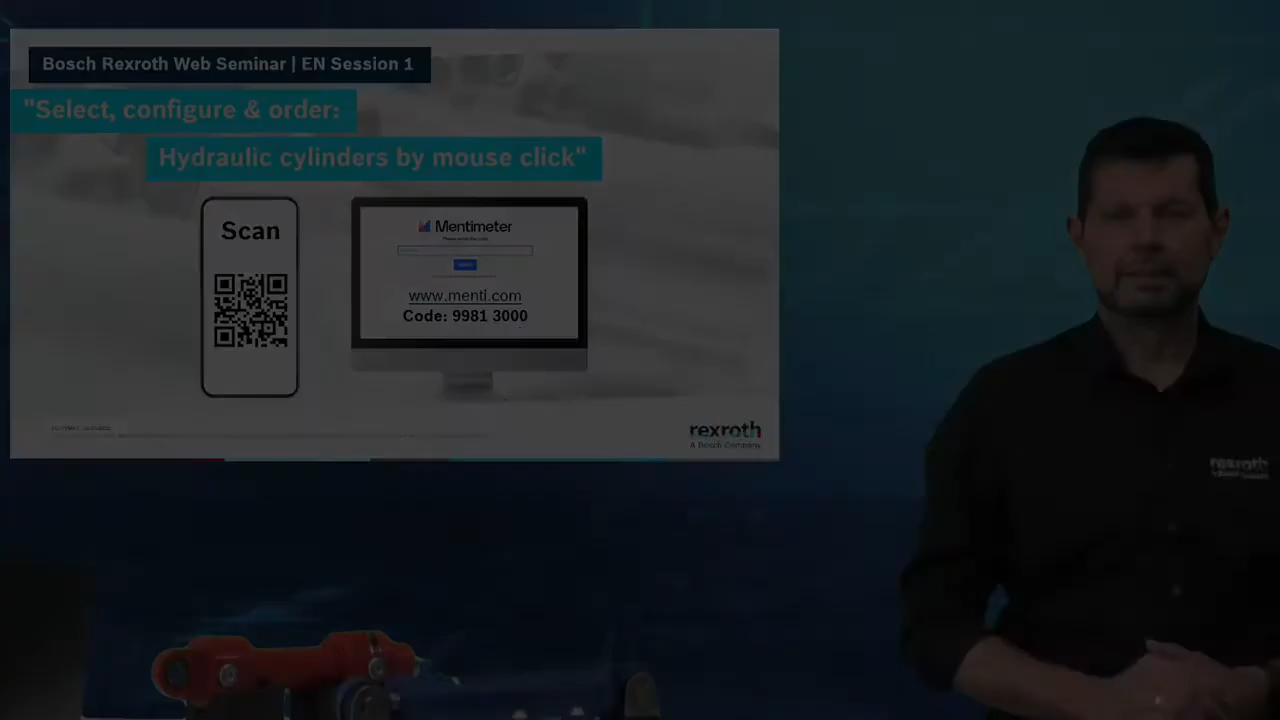 Bosch Rexroth Web Seminar | EN Session 1
"Select, configure & order:
Hydraulic cylinders by mouse click"
Scan
Mentimeter
www.menti.com
Code: 9981 3000
rexroth
A Bosch Company
rexroth